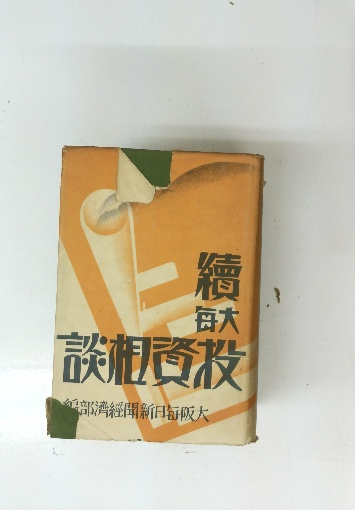 續
大毎
投資相談
大阪毎日新聞經濟部編